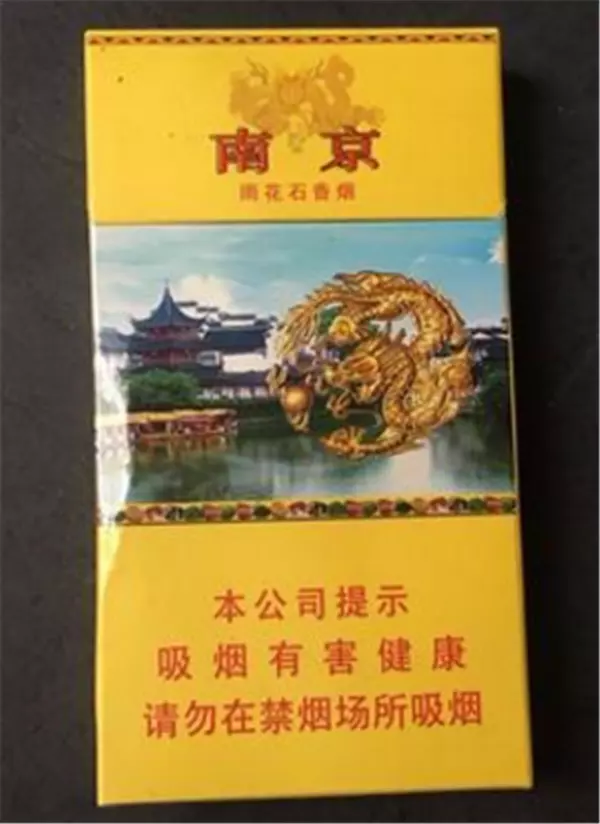 南京
雨花石香烟
本公司提示
吸烟有害健康
请勿在禁烟场所吸烟